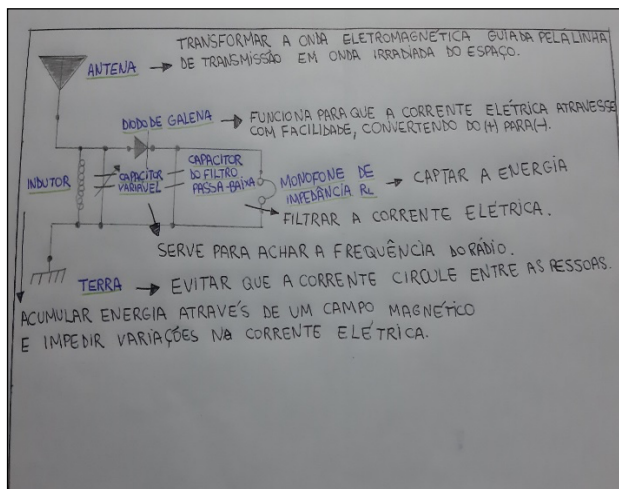 TRANSFORMAR A ONDA ELETROMAGNÉTICA GUIADA PELA LINHA
ANTENA → DE TRANSMISSÃO EM ONDA IRRADIADA DO ESPAÇO.
DIODO DE GALENA → FUNCIONA PARA QUE A CORRENTE ELÉTRICA ATRAVESSE
COM FACILIDADE, CONVERTENDO DO (+) PARA (-).
INDUTOR
CAPACITOR
VARIÁVEL
CAPACITOR
DO FILTRO
PASSA-BAIXA
MONOFONE DE
IMPEDÂNCIA RL → CAPTAR A ENERGIA
FILTRAR A CORRENTE ELÉTRICA.
SERVE PARA ACHAR A FREQUÊNCIA DO RÁDIO.
TERRA → EVITAR QUE A CORRENTE CIRCULE ENTRE AS PESSOAS.
ACUMULAR ENERGIA ATRAVÉS DE UM CAMPO MAGNÉTICO
E IMPEDIR VARIAÇÕES NA CORRENTE ELÉTRICA.